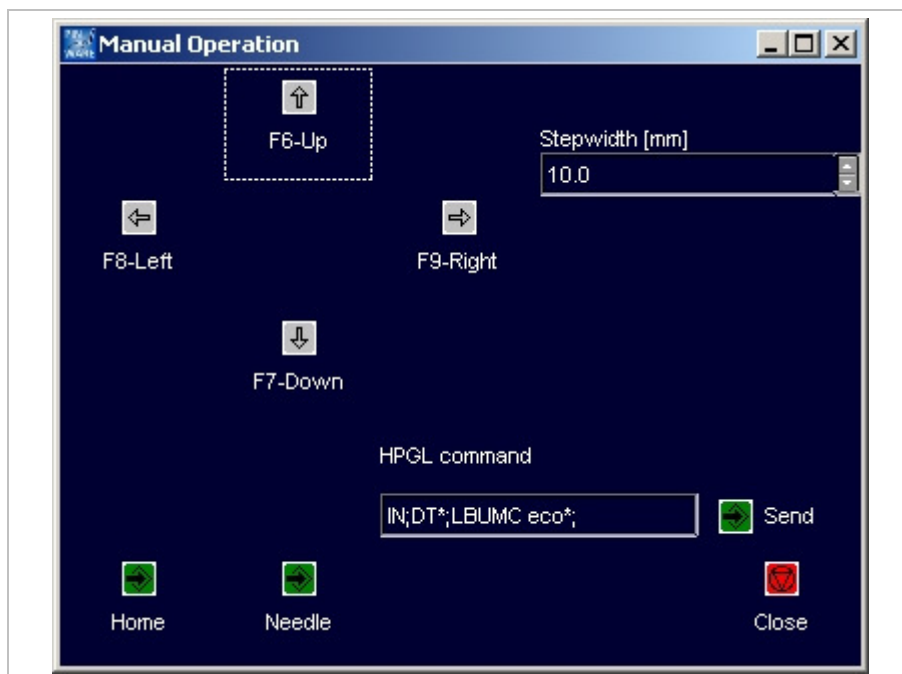 Manual Operation
F6-Up
Stepwidth [mm]
10.0
F8-Left
F9-Right
F7-Down
HPGL command
IN;DT*;LBUMC eco*;
Send
Home
Needle
Close